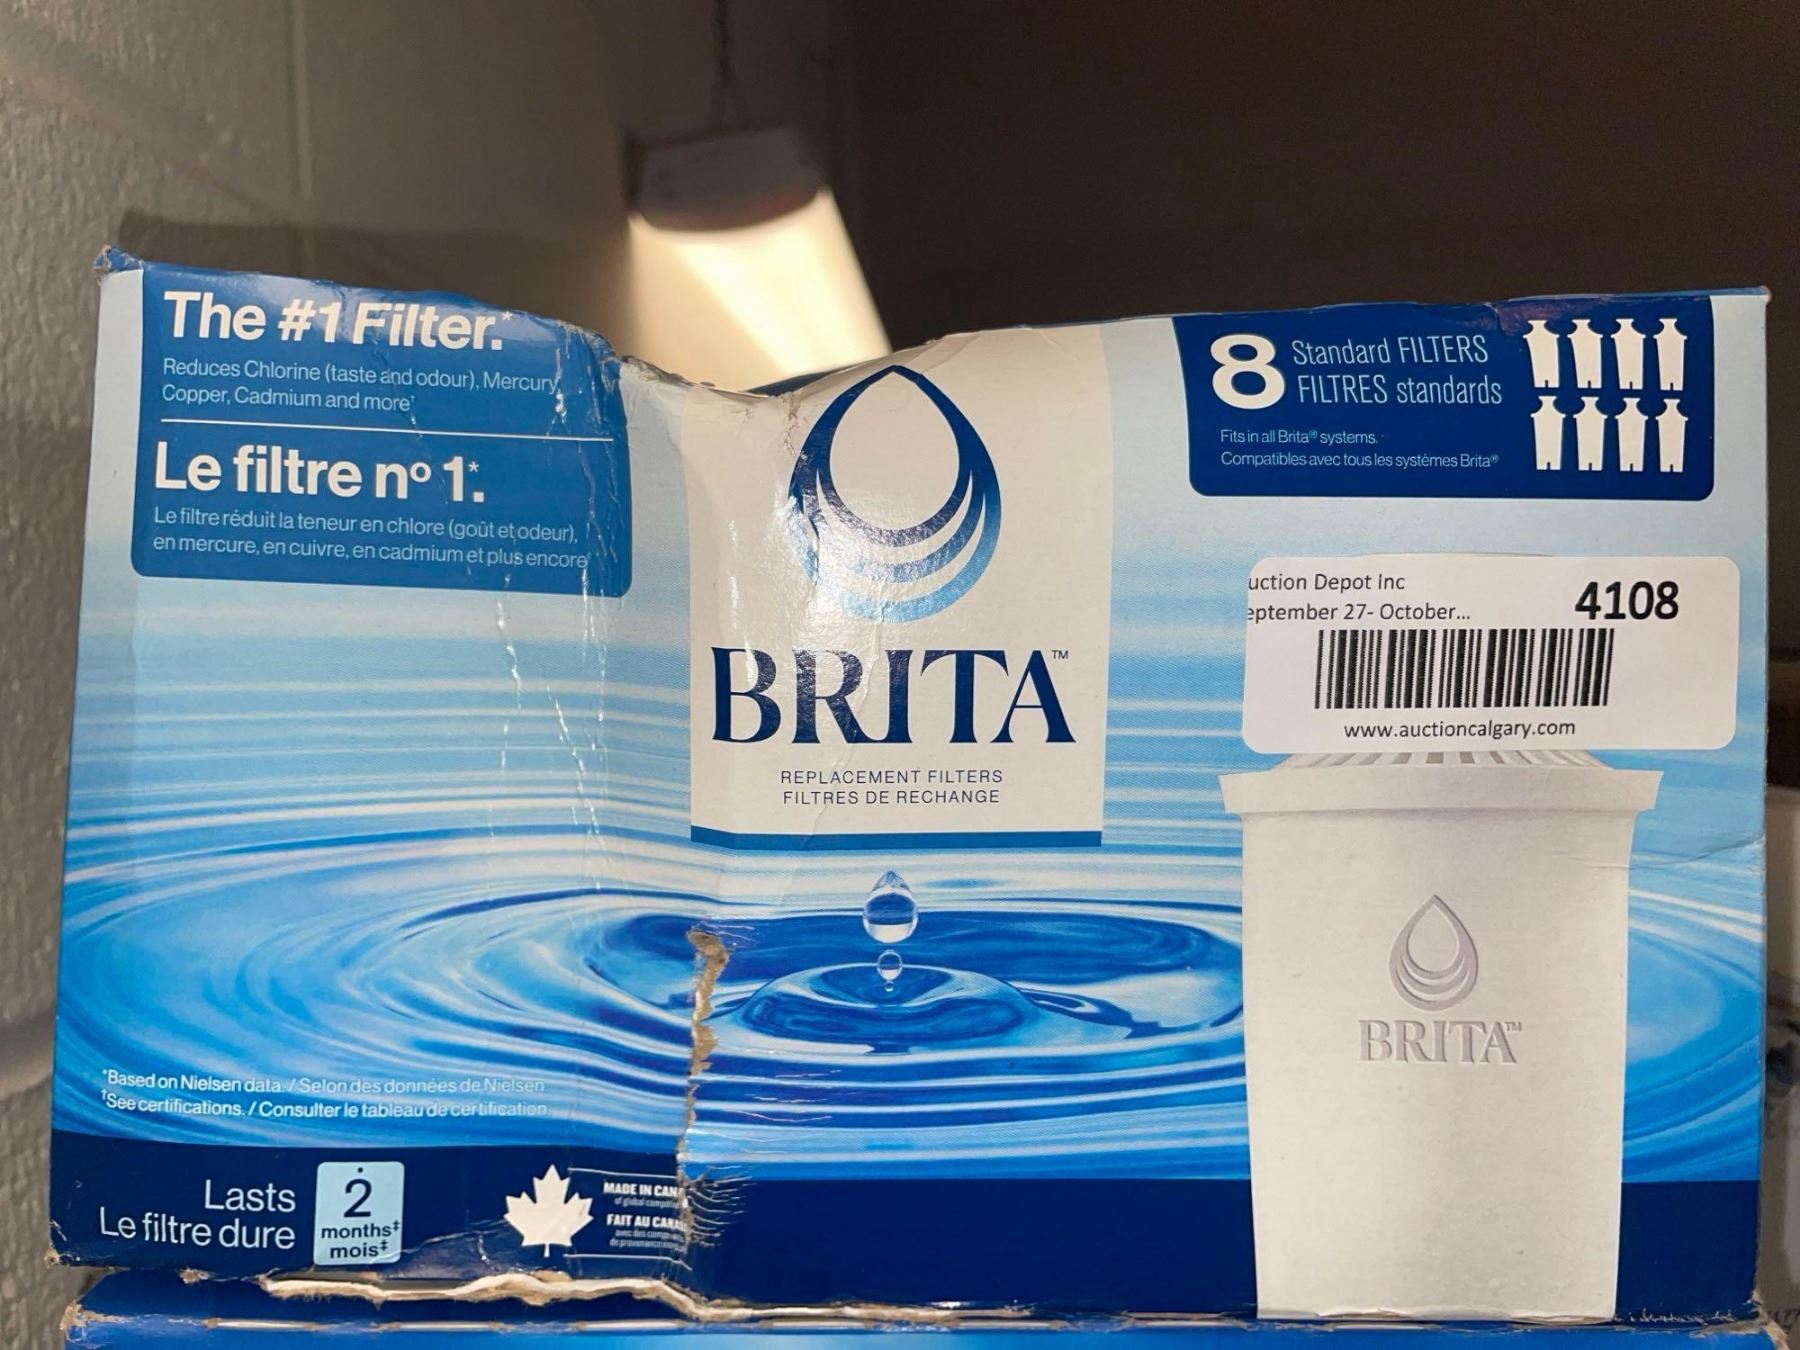 The #1 Filter.*
Reduces Chlorine (taste and odour), Mercury,
Copper, Cadmium and more†
Le filtre nº 1.*
Le filtre réduit la teneur en chlore (goût et odeur),
en mercure, en cuivre, en cadmium et plus encore†
BRITA™
REPLACEMENT FILTERS
FILTRES DE RECHANGE
8 Standard FILTERS
FILTRES standards
Fits in all Brita® systems.
Compatibles avec tous les systèmes Brita®
uction Depot Inc
eptember 27- October...
4108
www.auctioncalgary.com
BRITA™
*Based on Nielsen data. / Selon des données de Nielsen
†See certifications. / Consulter le tableau de certification
Lasts
Le filtre dure
2
months‡
mois‡
MADE IN CAN
of global
FAIT AU CANA